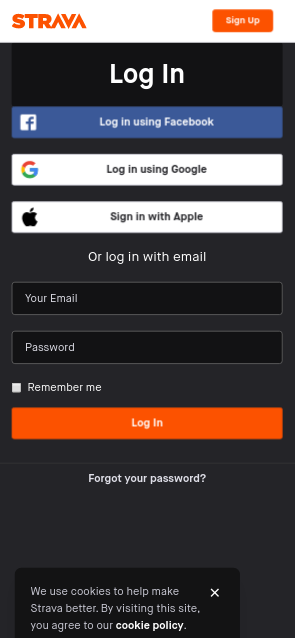 STRAVA
Sign Up
Log In
Log in using Facebook
Log in using Google
Sign in with Apple
Or log in with email
Your Email
Password
Remember me
Log In
Forgot your password?
We use cookies to help make
Strava better. By visiting this site,
you agree to our cookie policy.